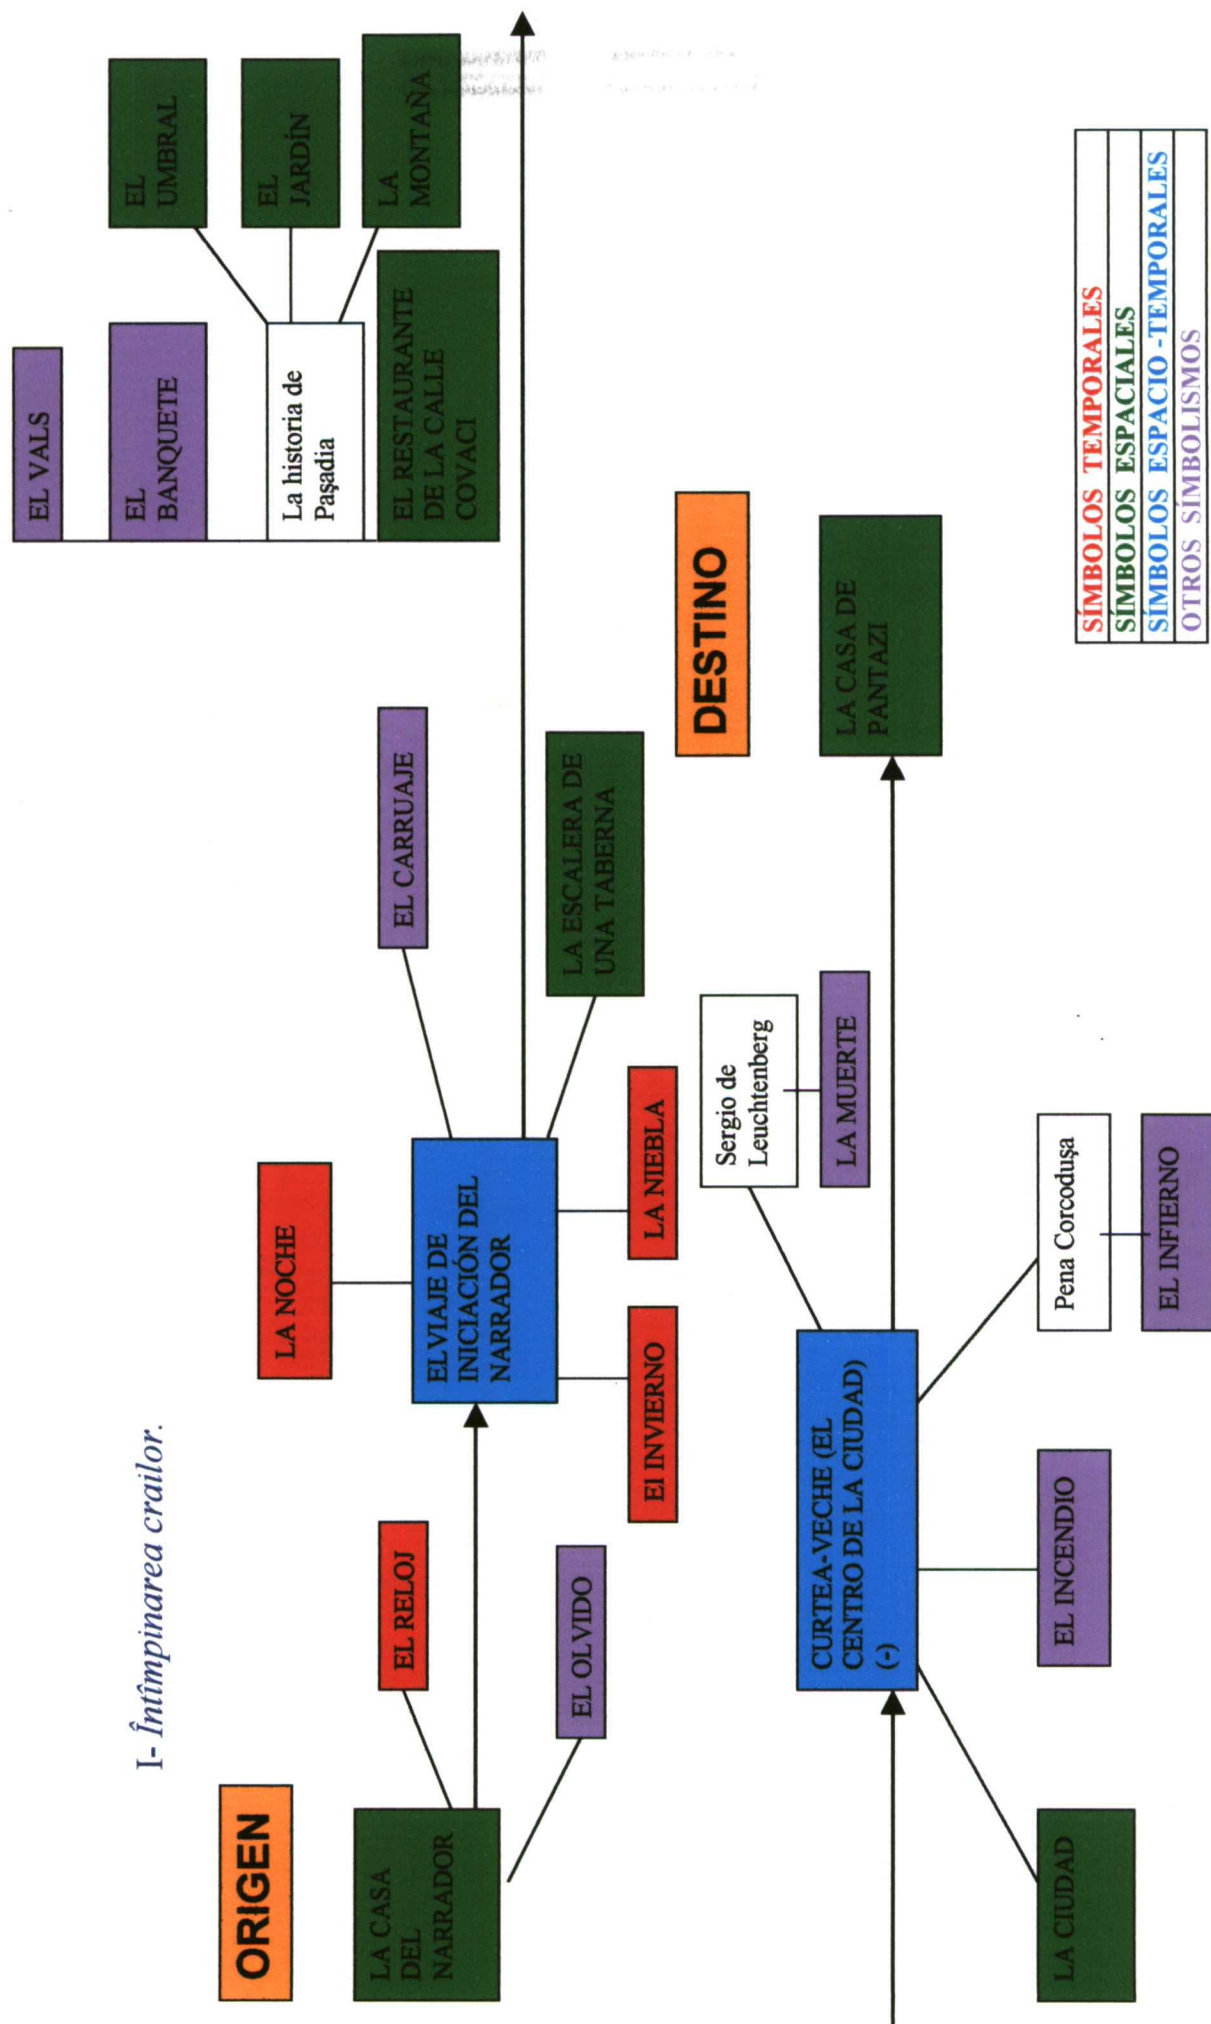 I- Întîmpinarea crailor.
ORIGEN
LA CASA
DEL
NARRADOR
EL RELOJ
EL OLVIDO
LA NOCHE
ELVIAJE DE
INICIACIÓN DEL
NARRADOR
El INVIERNO
LA NIEBLA
EL CARRUAJE
LA ESCALERA DE
UNA TABERNA
EL VALS
EL
BANQUETE
La historia de
Paşadia
EL RESTAURANTE
DE LA CALLE
COVACI
EL
UMBRAL
EL
JARDÍN
LA
MONTAÑA
DESTINO
CURTEA-VECHE (EL
CENTRO DE LA CIUDAD)
(-)
LA CIUDAD
EL INCENDIO
Sergio de
Leuchtenberg
LA MUERTE
Pena Corcoduşa
EL INFIERNO
LA CASA DE
PANTAZI
SÍMBOLOS TEMPORALES
SÍMBOLOS ESPACIALES
SÍMBOLOS ESPACIO -TEMPORALES
OTROS SÍMBOLISMOS